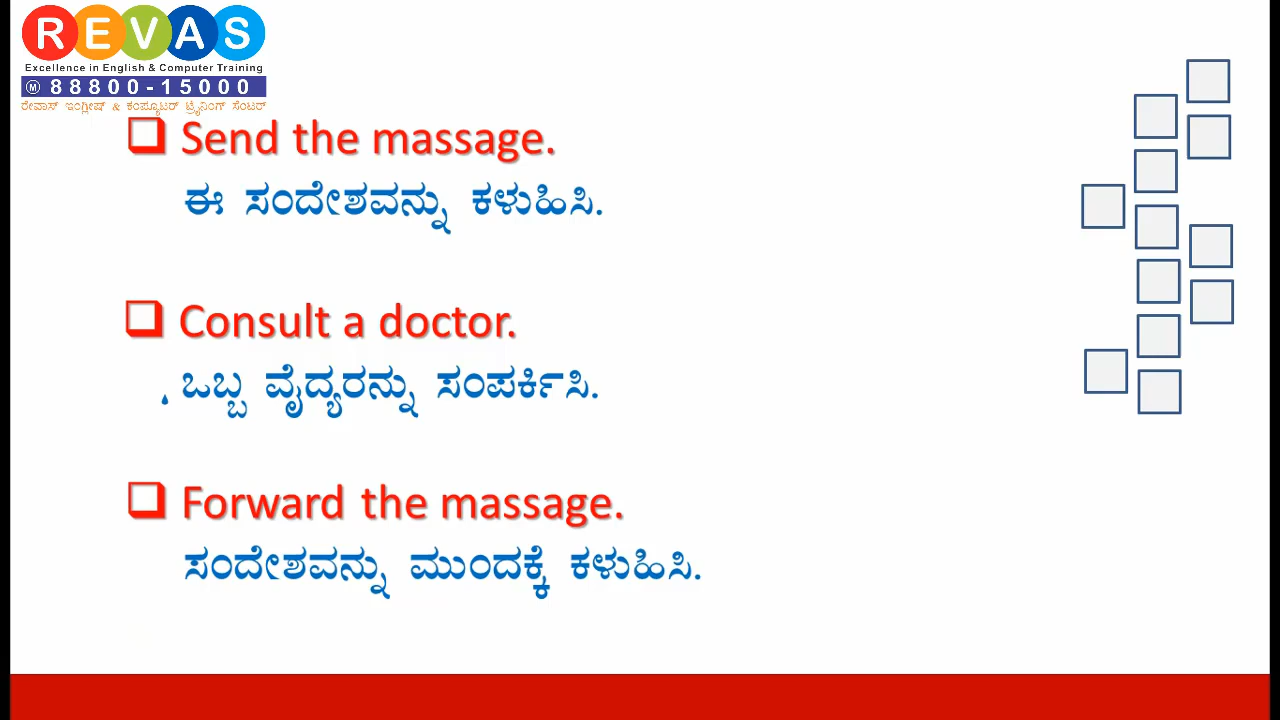 REVAS
Excellence in English & Computer Training
M 88800-15000
ರೇವಾಸ್ ಇಂಗ್ಲೀಷ್ & ಕಂಪ್ಯೂಟರ್ ಟ್ರೈನಿಂಗ್ ಸೆಂಟರ್
Send the massage.
ಈ ಸಂದೇಶವನ್ನು ಕಳುಹಿಸಿ.
Consult a doctor.
ಒಬ್ಬ ವೈದ್ಯರನ್ನು ಸಂಪರ್ಕಿಸಿ.
Forward the massage.
ಸಂದೇಶವನ್ನು ಮುಂದಕ್ಕೆ ಕಳುಹಿಸಿ.